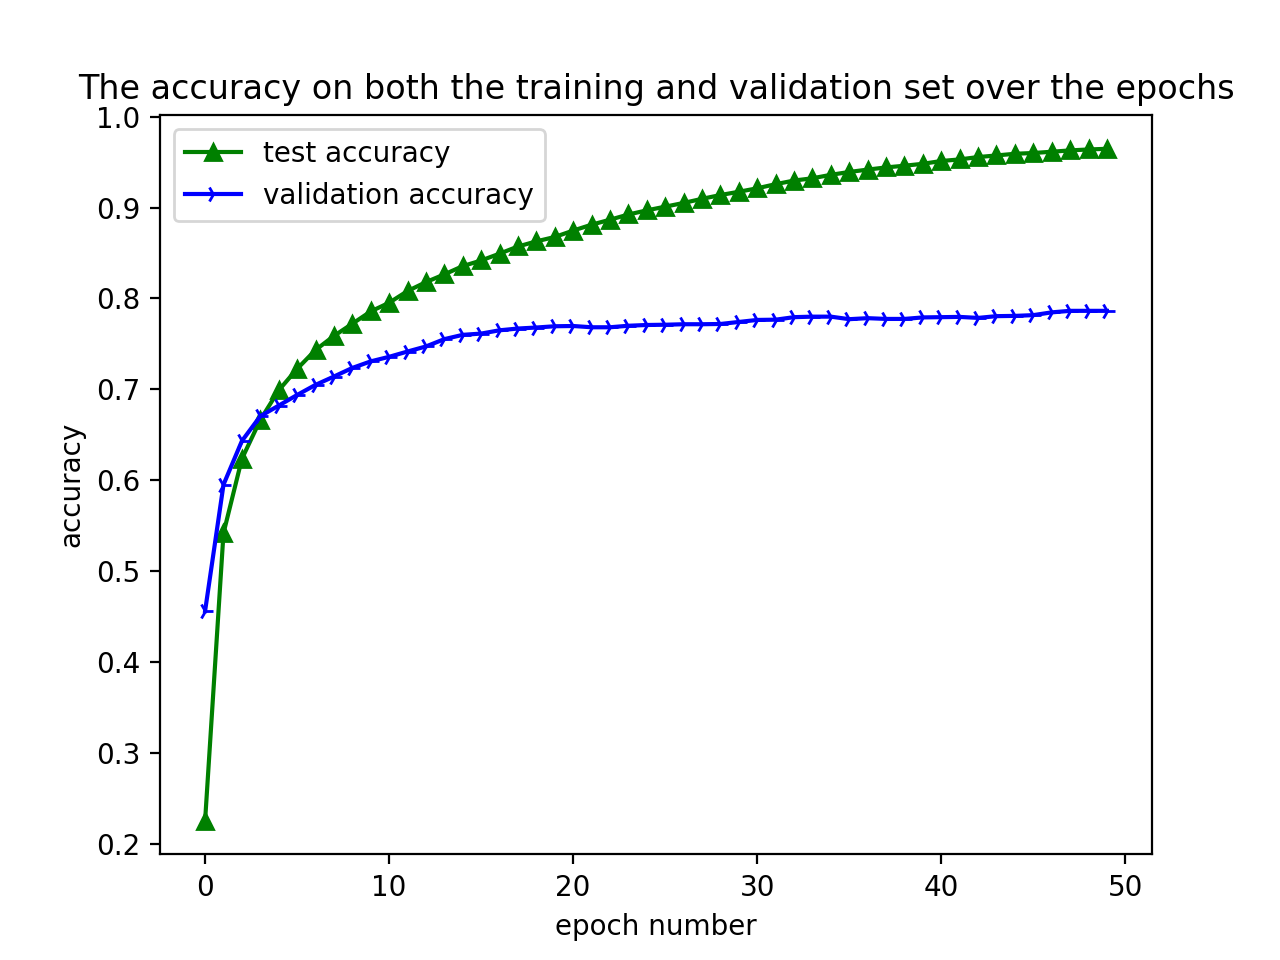 The accuracy on both the training and validation set over the epochs
test accuracy
validation accuracy
1.0
0.9
0.8
0.7
0.6
0.5
0.4
0.3
0.2
accuracy
0 10 20 30 40 50
epoch number